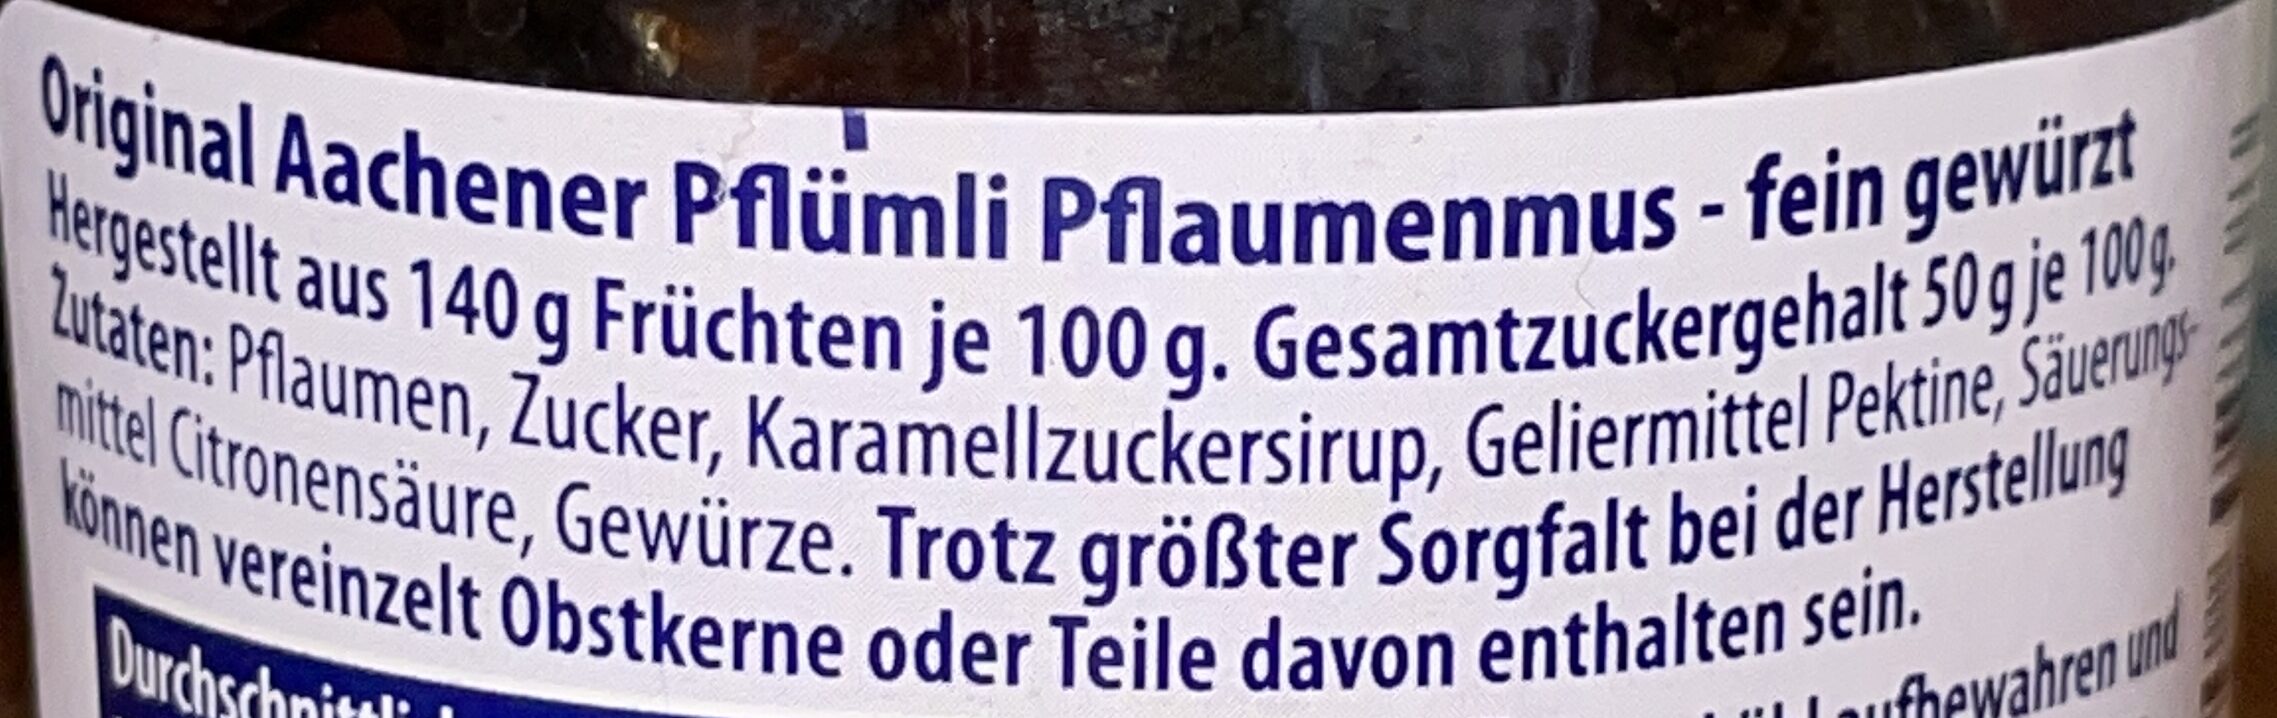 Original Aachener Pflümli Pflaumenmus - fein gewürzt
Hergestellt aus 140 g Früchten je 100 g. Gesamtzuckergehalt 50 g je 100 g.
Zutaten: Pflaumen, Zucker, Karamellzuckersirup, Geliermittel Pektine, Säuerungs-
mittel Citronensäure, Gewürze. Trotz größter Sorgfalt bei der Herstellung
können vereinzelt Obstkerne oder Teile davon enthalten sein.
aufbewahren und